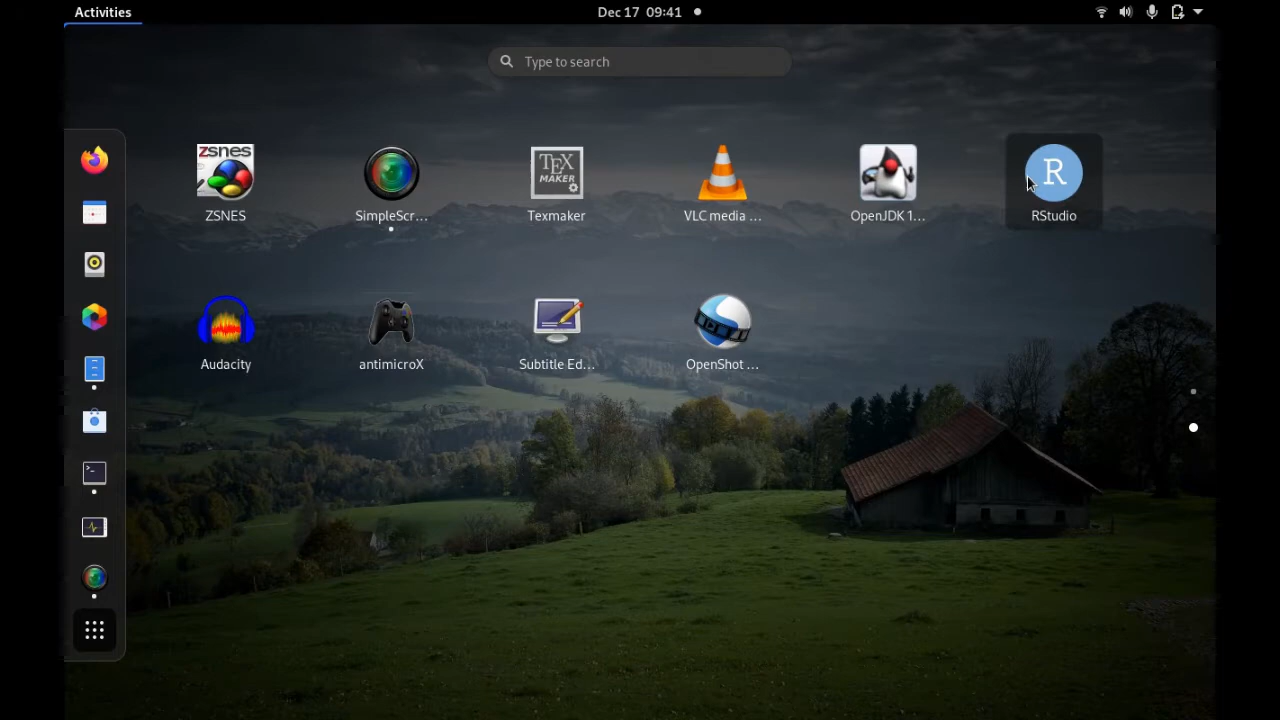 Activities
Dec 17 09:41
Type to search
zsnes
TEX
MAKER
R
ZSNES
SimpleScr...
Texmaker
VLC media ...
OpenJDK 1...
RStudio
Audacity
antimicroX
Subtitle Ed...
OpenShot ...